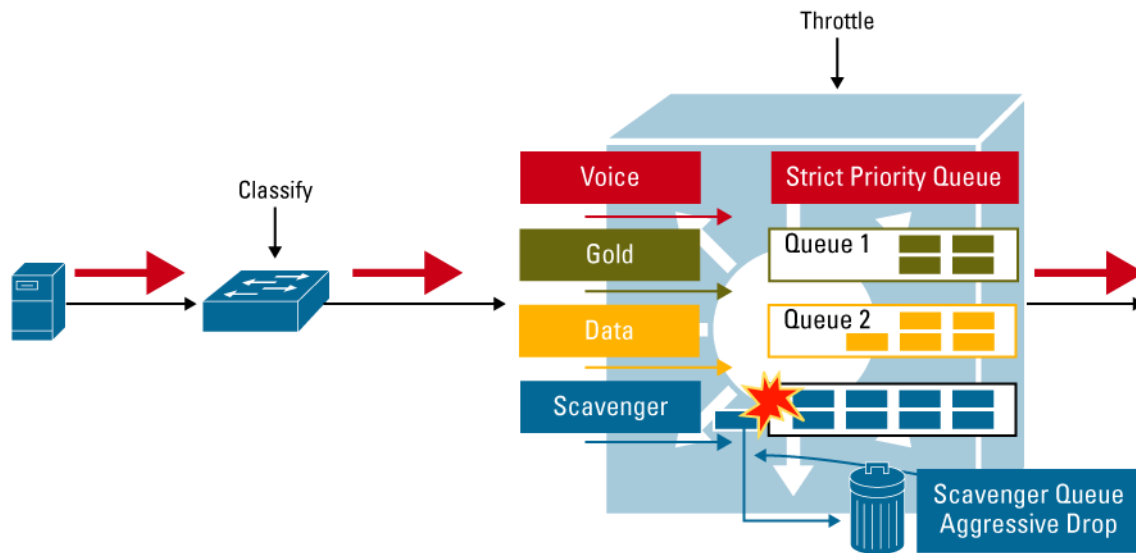 Throttle
Classify
Voice
Strict Priority Queue
Gold
Queue 1
Data
Queue 2
Scavenger
Scavenger Queue
Aggressive Drop